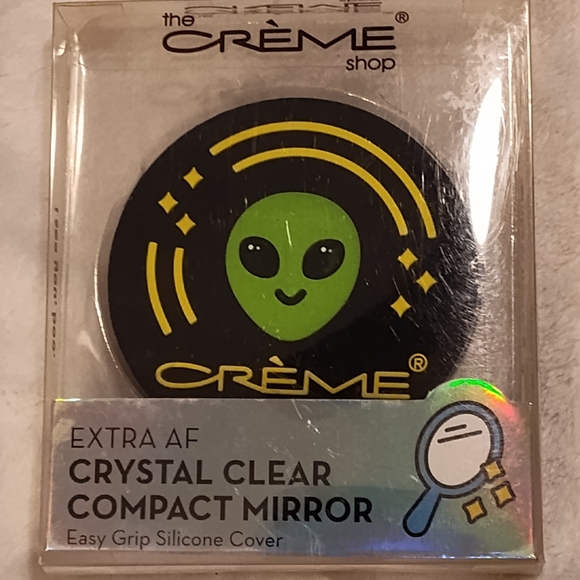 the
CRÈME®
shop
CRÈME®
EXTRA AF
CRYSTAL CLEAR
COMPACT MIRROR
Easy Grip Silicone Cover